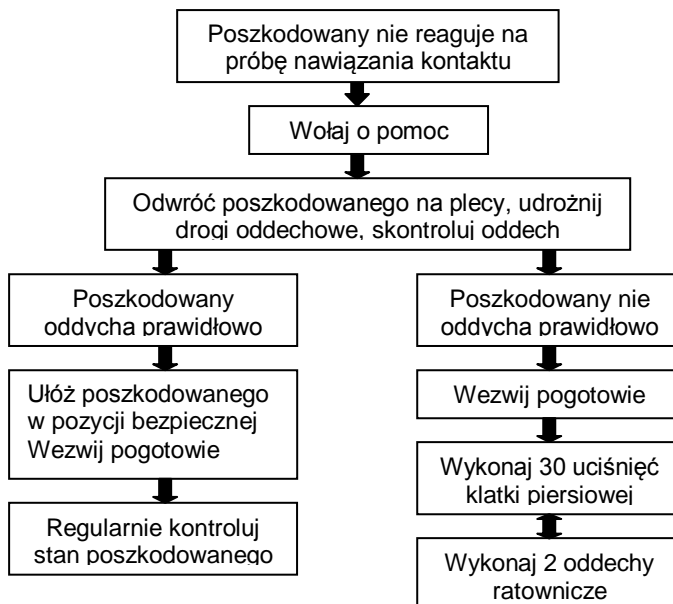 Poszkodowany nie reaguje na
próbę nawiązania kontaktu
Wołaj o pomoc
Odwróć poszkodowanego na plecy, udrożnij
drogi oddechowe, skontroluj oddech
Poszkodowany
oddycha prawidłowo
Ułóż poszkodowanego
w pozycji bezpiecznej
Wezwij pogotowie
Regularnie kontroluj
stan poszkodowanego
Poszkodowany nie
oddycha prawidłowo
Wezwij pogotowie
Wykonaj 30 uciśnięć
klatki piersiowej
Wykonaj 2 oddechy
ratownicze